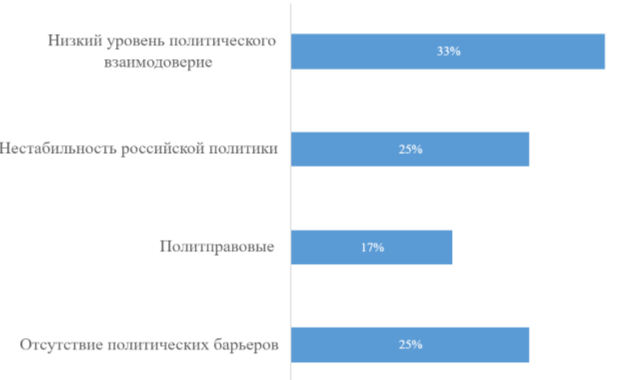 Низкий уровень политического
взаимодоверие
33%
Нестабильность российской политики
25%
Политправовые
17%
Отсутствие политических барьеров
25%